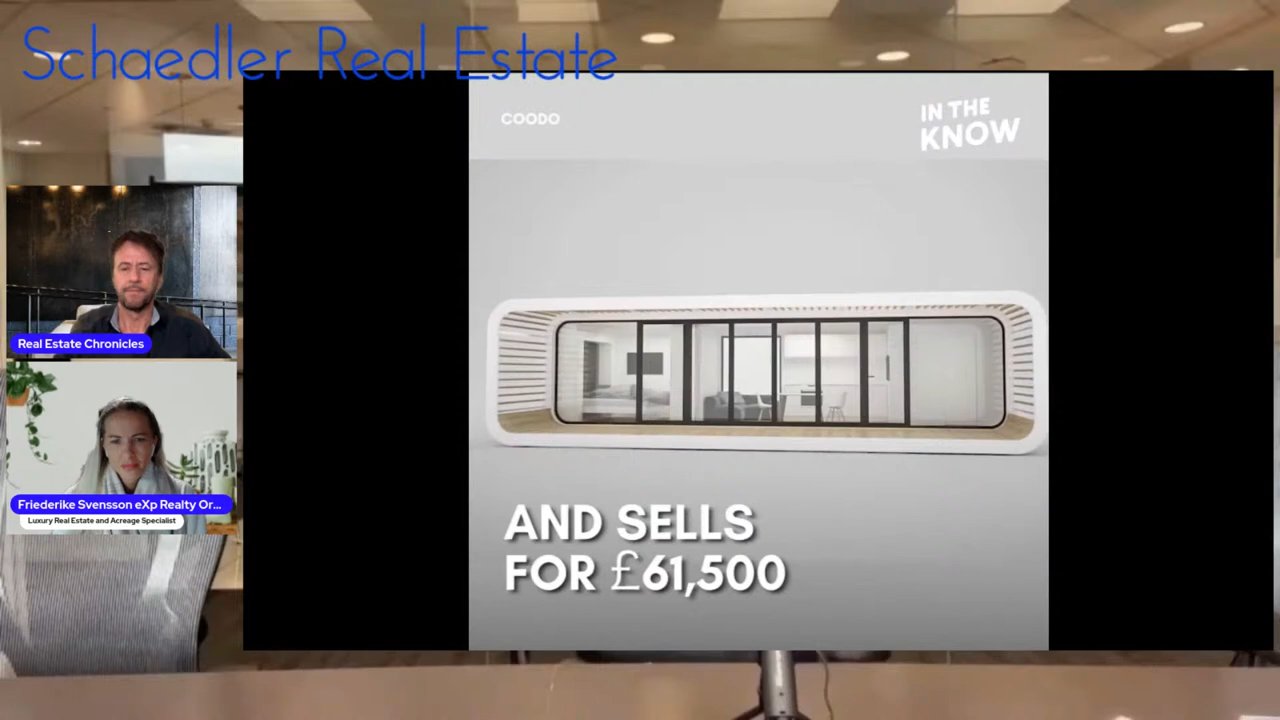 Schaedler Real Estate
COODO
IN THE
KNOW
AND SELLS
FOR £61,500
Real Estate Chronicles
Friederike Svensson eXp Realty Or...
Luxury Real Estate and Acreage Specialist